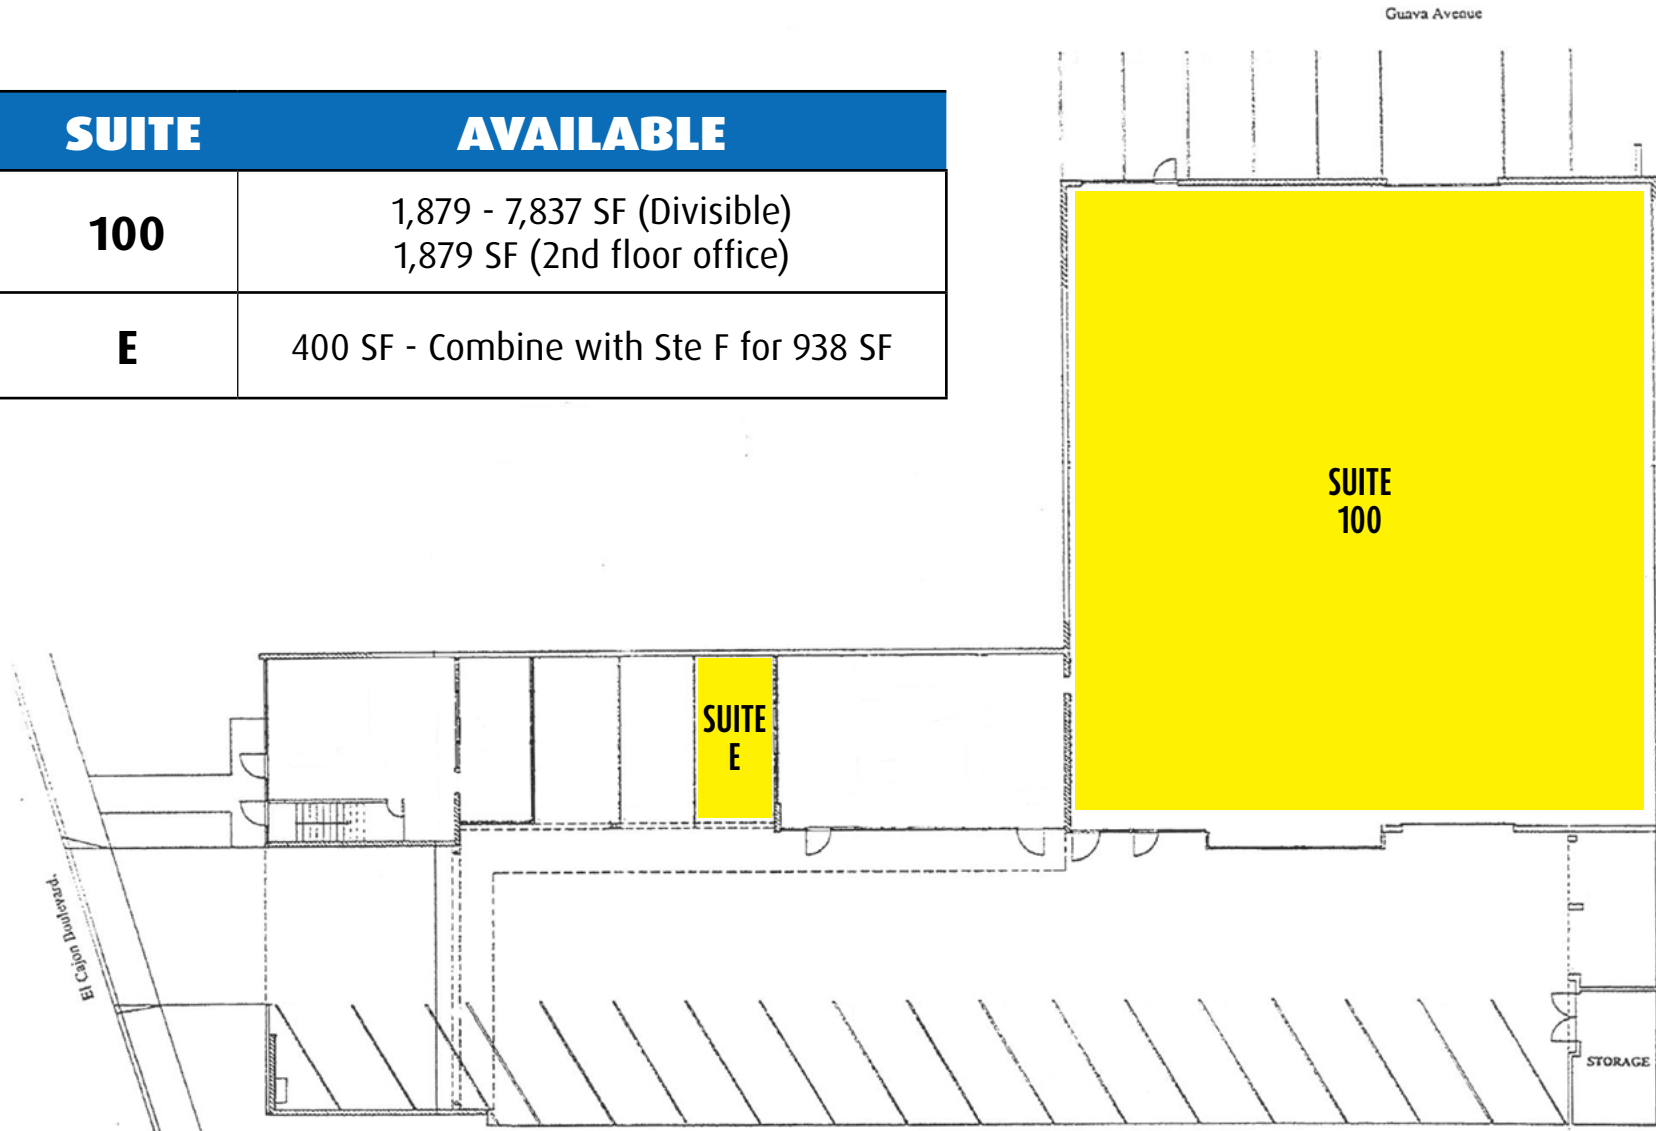 Guava Avenue
SUITE AVAILABLE
100 1,879 - 7,837 SF (Divisible)
1,879 SF (2nd floor office)
E 400 SF - Combine with Ste F for 938 SF
SUITE
100
SUITE
E
El Cajon Boulevard.
STORAGE